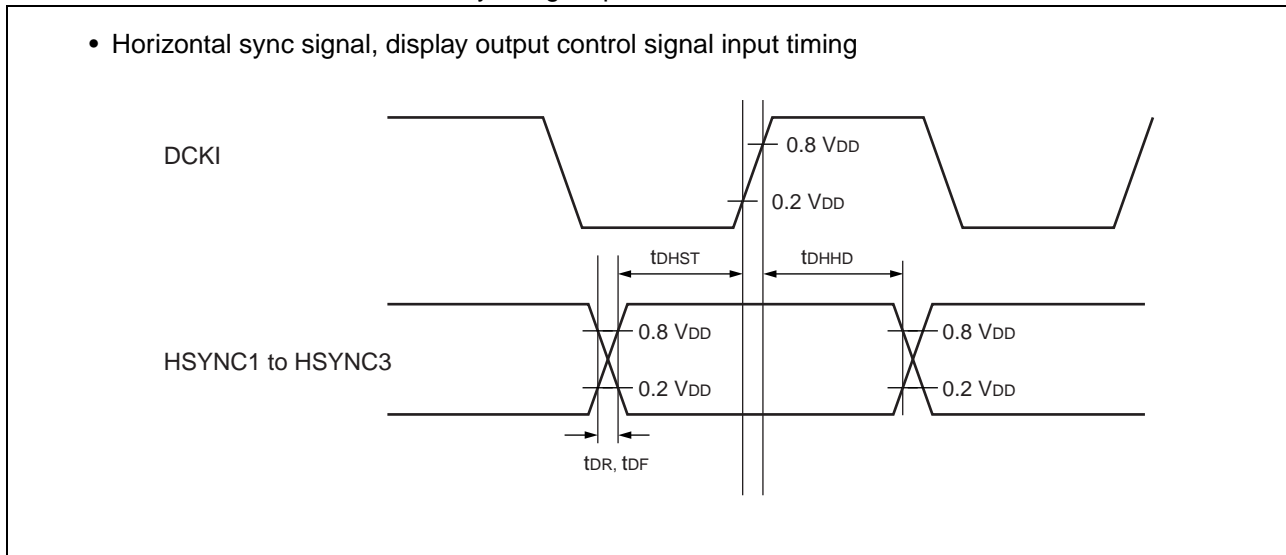 • Horizontal sync signal, display output control signal input timing
DCKI
0.8 VDD
0.2 VDD
tDHST
tDHHD
HSYNC1 to HSYNC3
0.8 VDD
0.8 VDD
0.2 VDD
0.2 VDD
tDR, tDF